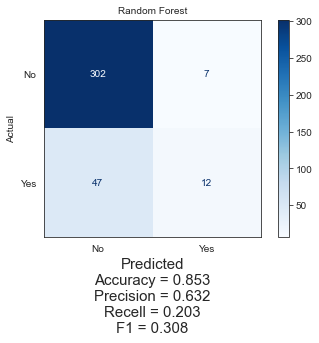 Random Forest
300
No
302
7
250
200
Actual
150
Yes
47
12
100
50
No
Yes
Predicted
Accuracy = 0.853
Precision = 0.632
Recell = 0.203
F1 = 0.308